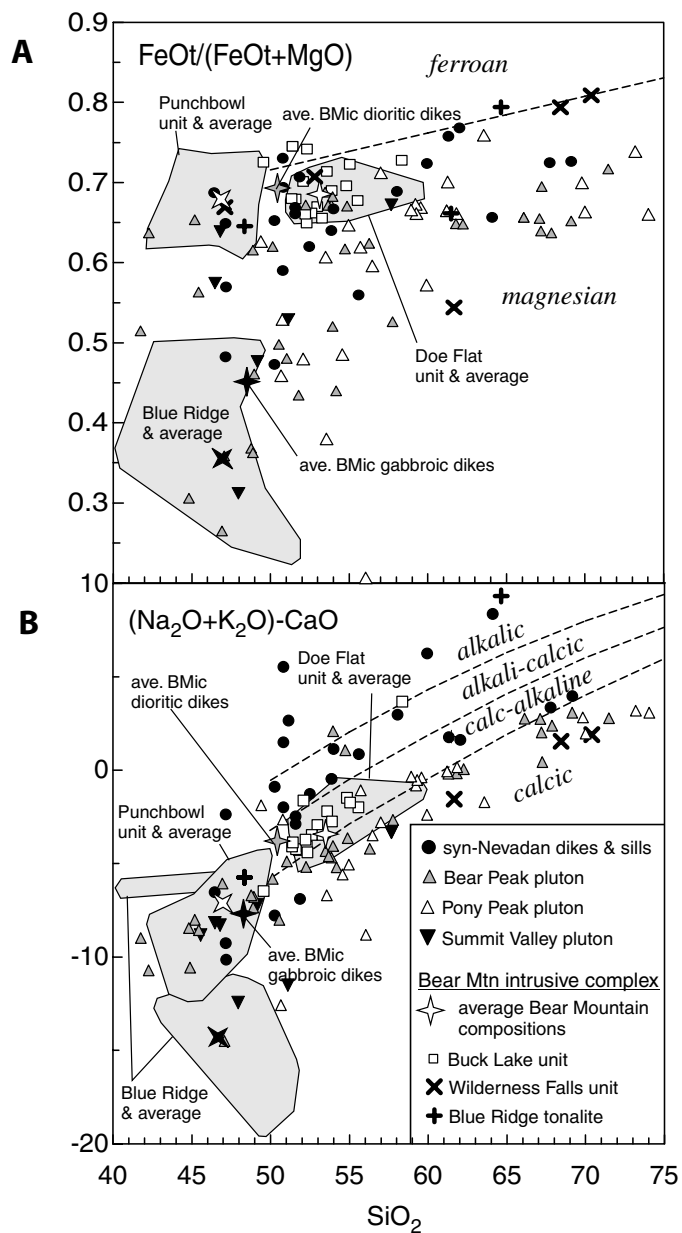 A
FeOt/(FeOt+MgO)
ferroan
Punchbowl
unit & average
ave. BMic dioritic dikes
magnesian
Doe Flat
unit & average
Blue Ridge
& average
ave. BMic gabbroic dikes
0.9
0.8
0.7
0.6
0.5
0.4
0.3
10
B
(Na₂O+K₂O)-CaO
Doe Flat
unit & average
alkalic
alkali-calcic
calc-alkaline
calcic
ave. BMic
dioritic dikes
Punchbowl
unit & average
ave. BMic
gabbroic dikes
Blue Ridge
& average
0
-10
-20
syn-Nevadan dikes & sills
Bear Peak pluton
Pony Peak pluton
Summit Valley pluton
Bear Mtn intrusive complex
average Bear Mountain
compositions
Buck Lake unit
Wilderness Falls unit
Blue Ridge tonalite
40 45 50 55 60 65 70 75
SiO₂